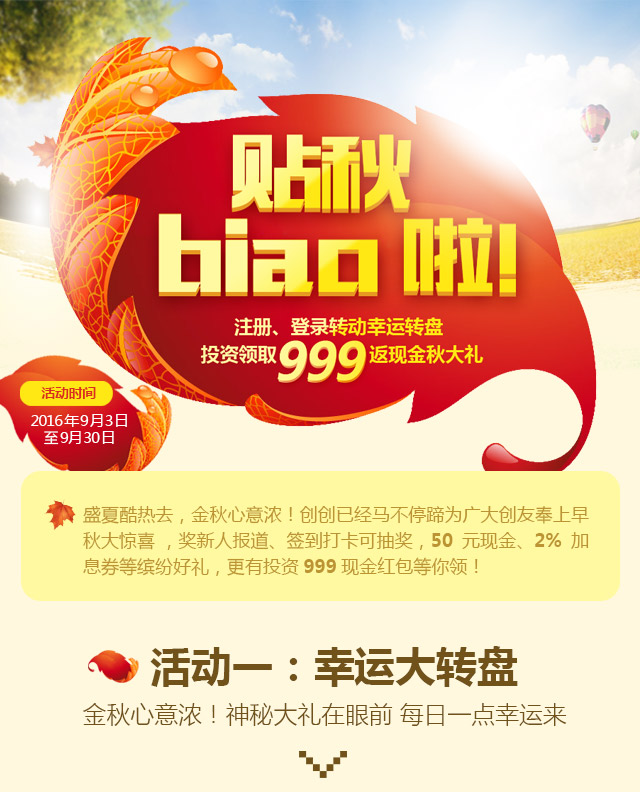 贴秋
biao 啦!
注册、登录转动幸运转盘
投资领取999返现金秋大礼
活动时间
2016年9月3日
至9月30日
盛夏酷热去，金秋心意浓！创创已经马不停蹄为广大创友奉上早
秋大惊喜 ，奖新人报道、签到打卡可抽奖，50 元现金、2% 加
息券等缤纷好礼，更有投资 999 现金红包等你领！
活动一：幸运大转盘
金秋心意浓！神秘大礼在眼前 每日一点幸运来